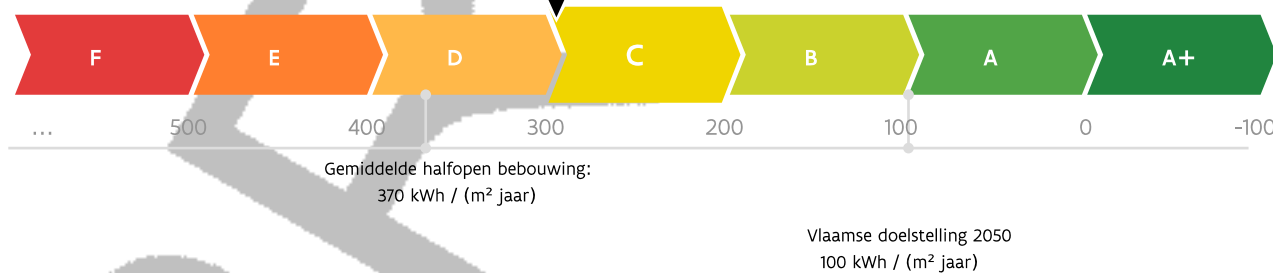 F E D C B A A+
... 500 400 300 200 100 0 -100
Gemiddelde halfopen bebouwing:
370 kWh / (m² jaar)
Vlaamse doelstelling 2050
100 kWh / (m² jaar)